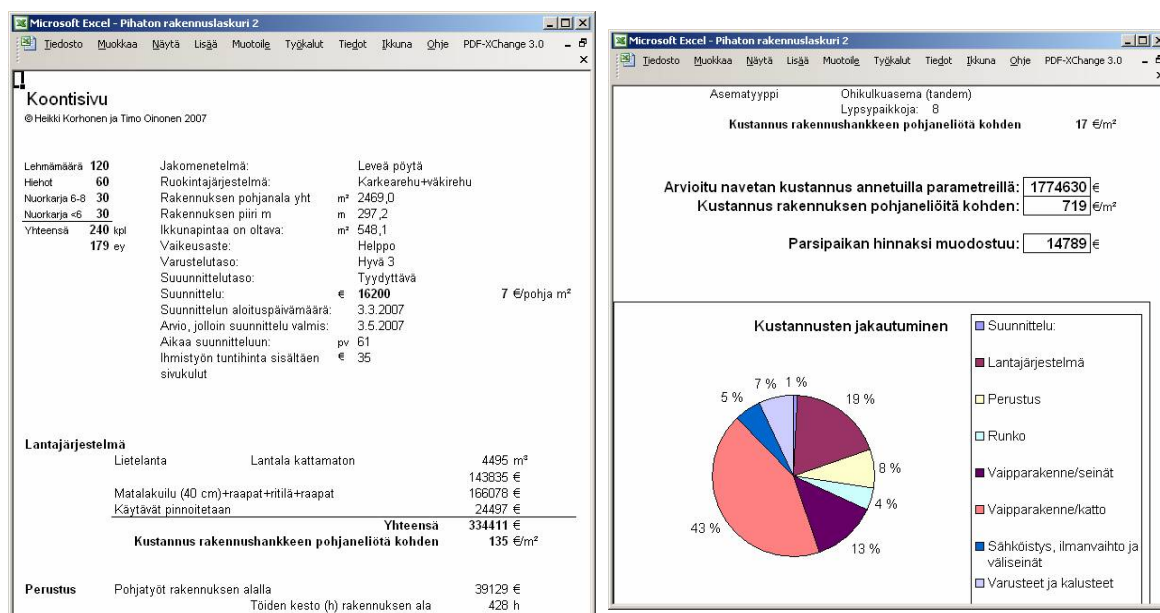 Microsoft Excel - Pihaton rakennuslaskuri 2
Tiedosto Muokkaa Näytä Lisää Muotoile Työkalut Tiedot Ikkuna Ohje PDF-XChange 3.0
Koontisivu
© Heikki Korhonen ja Timo Oinonen 2007
Lehmämäärä 120 Jakomenetelmä: Leveä pöytä
Hiehot 60 Ruokintajärjestelmä: Karkearehu+väkirehu
Nuorkarja 6-8 30 Rakennuksen pohjanala yht m² 2469,0
Nuorkarja <6 30 Rakennuksen piiri m m 297,2
Yhteensä 240 kpl Ikkunapintaa on oltava: m² 548,1
179 ey Vaikeusaste: Helppo
Varustelutaso: Hyvä 3
Suuunnittelutaso: Tyydyttävä
Suunnittelu: € 16200 7 €/pohja m²
Suunnittelun aloituspäivämäärä: 3.3.2007
Arvio, jolloin suunnittelu valmis: 3.5.2007
Aikaa suunnitteluun: pv 61
Ihmistyön tuntihinta sisältäen € 35
sivukulut
Lantajärjestelmä
Lietelanta Lantala kattamaton 4495 m³
143835 €
Matalakuilu (40 cm)+raapat+ritilä+raapat 166078 €
Käytävät pinnoitetaan 24497 €
Yhteensä 334411 €
Kustannus rakennushankkeen pohjaneliötä kohden 135 €/m²
Perustus Pohjatyöt rakennuksen alalla 39129 €
Töiden kesto (h) rakennuksen ala 428 h
Microsoft Excel - Pihaton rakennuslaskuri 2
Tiedosto Muokkaa Näytä Lisää Muotoile Työkalut Tiedot Ikkuna Ohje PDF-XChange 3.0
Asematyyppi Ohikulkuasema (tandem)
Lypsypaikkoja: 8
Kustannus rakennushankkeen pohjaneliötä kohden 17 €/m²
Arvioitu navetan kustannus annetuilla parametreillä: 1774630 €
Kustannus rakennuksen pohjaneliöitä kohden: 719 €/m²
Parsipaikan hinnaksi muodostuu: 14789 €
Kustannusten jakautuminen
1 %
19 %
8 %
4 %
13 %
43 %
5 %
7 %
Suunnittelu:
Lantajärjestelmä
Perustus
Runko
Vaipparakenne/seinät
Vaipparakenne/katto
Sähköistys, ilmanvaihto ja
väliseinät
Varusteet ja kalusteet